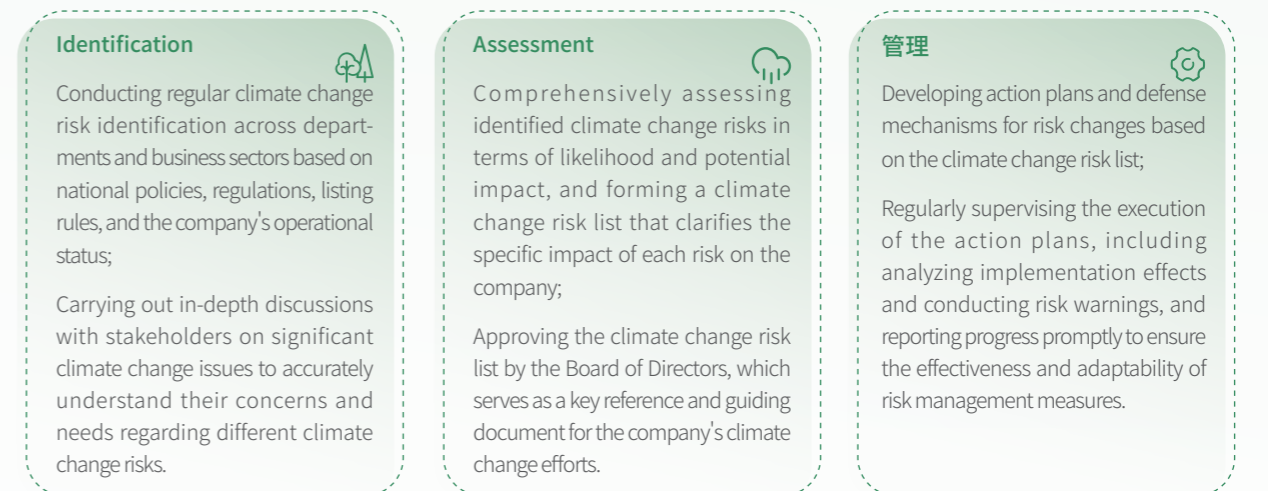 Identification
Conducting regular climate change
risk identification across depart-
ments and business sectors based on
national policies, regulations, listing
rules, and the company's operational
status;
Carrying out in-depth discussions
with stakeholders on significant
climate change issues to accurately
understand their concerns and
needs regarding different climate
change risks.
Assessment
Comprehensively assessing
identified climate change risks in
terms of likelihood and potential
impact, and forming a climate
change risk list that clarifies the
specific impact of each risk on the
company;
Approving the climate change risk
list by the Board of Directors, which
serves as a key reference and guiding
document for the company's climate
change efforts.
管理
Developing action plans and defense
mechanisms for risk changes based
on the climate change risk list;
Regularly supervising the execution
of the action plans, including
analyzing implementation effects
and conducting risk warnings, and
reporting progress promptly to ensure
the effectiveness and adaptability of
risk management measures.